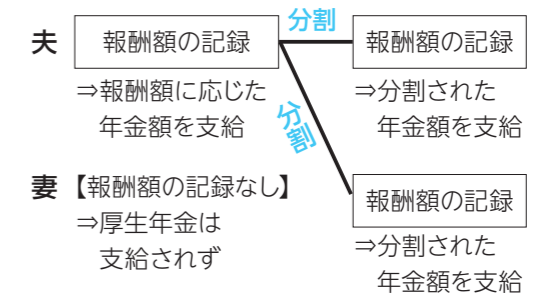 分割
夫 報酬額の記録 報酬額の記録
⇒報酬額に応じた
年金額を支給
⇒分割された
年金額を支給
分割
妻【報酬額の記録なし】
⇒厚生年金は
支給されず
報酬額の記録
⇒分割された
年金額を支給